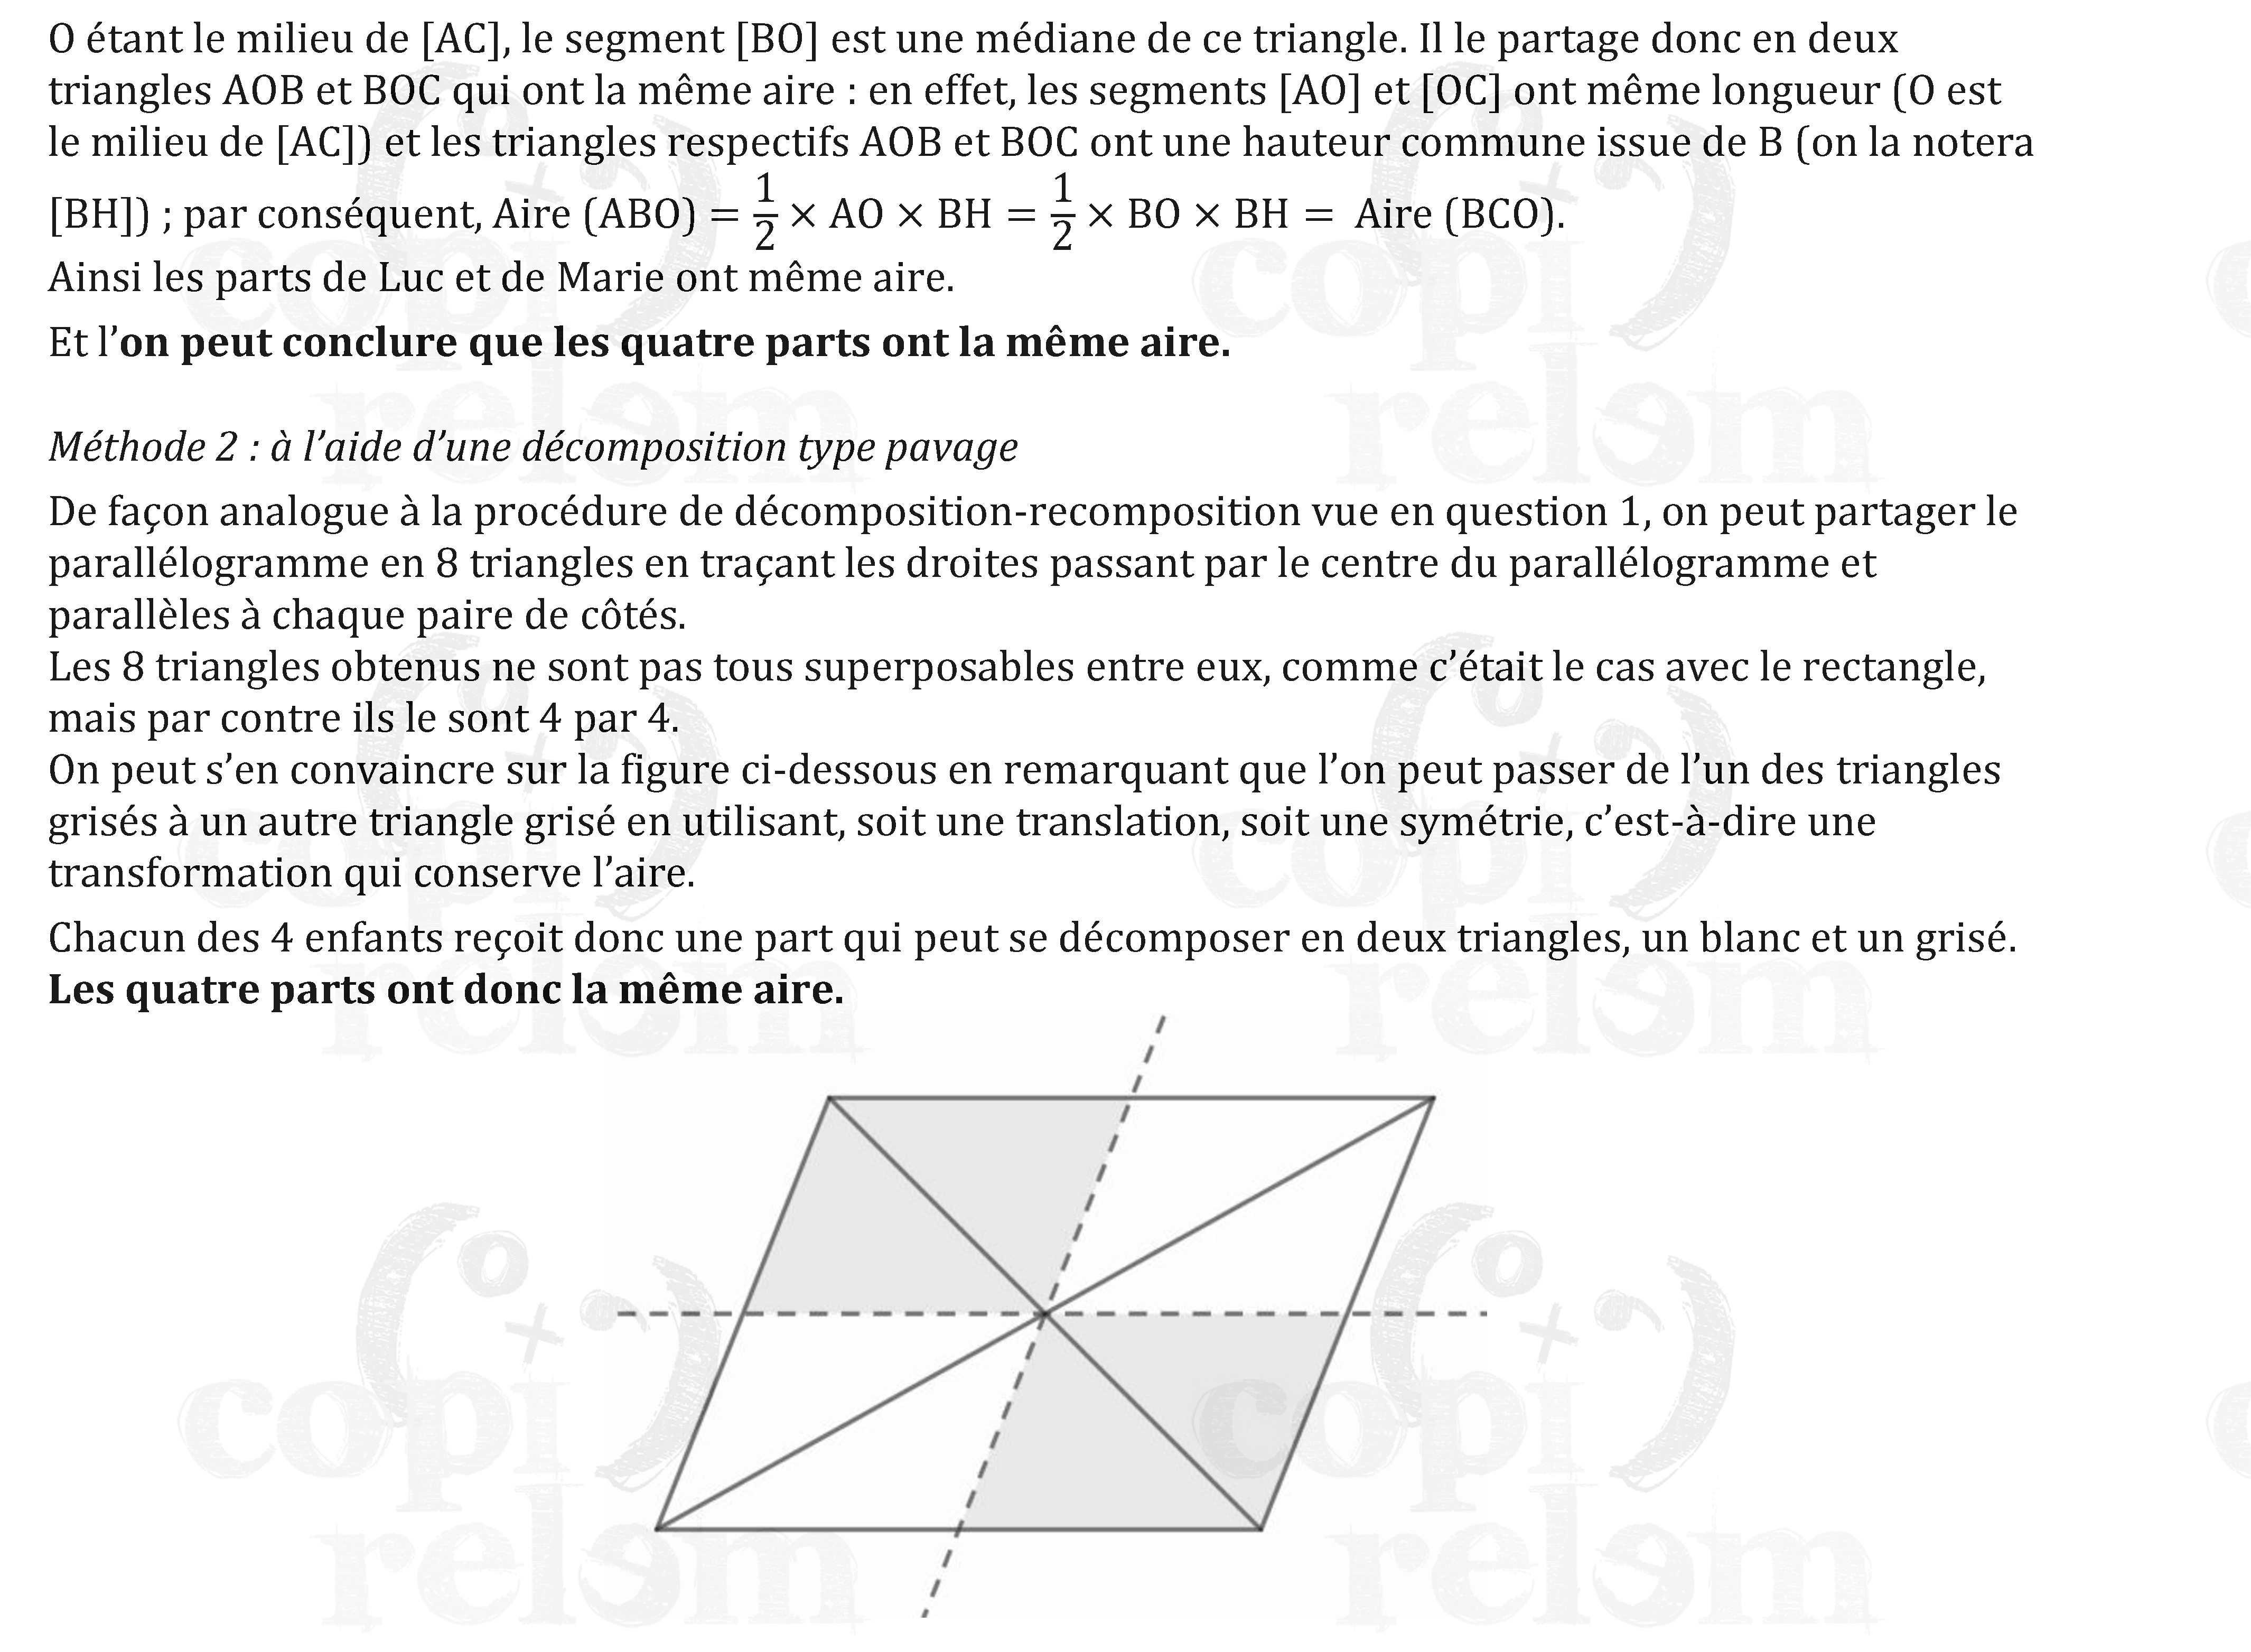 O étant le milieu de [AC], le segment [BO] est une médiane de ce triangle. Il le partage donc en deux
triangles AOB et BOC qui ont la même aire : en effet, les segments [AO] et [OC] ont même longueur (O est
le milieu de [AC]) et les triangles respectifs AOB et BOC ont une hauteur commune issue de B (on la notera
[BH]) ; par conséquent, Aire (ABO) = 1/2 × AO × BH = 1/2 × BO × BH = Aire (BCO).
Ainsi les parts de Luc et de Marie ont même aire.
Et l’on peut conclure que les quatre parts ont la même aire.
Méthode 2 : à l’aide d’une décomposition type pavage
De façon analogue à la procédure de décomposition-recomposition vue en question 1, on peut partager le
parallélogramme en 8 triangles en traçant les droites passant par le centre du parallélogramme et
parallèles à chaque paire de côtés.
Les 8 triangles obtenus ne sont pas tous superposables entre eux, comme c’était le cas avec le rectangle,
mais par contre ils le sont 4 par 4.
On peut s’en convaincre sur la figure ci-dessous en remarquant que l’on peut passer de l’un des triangles
grisés à un autre triangle grisé en utilisant, soit une translation, soit une symétrie, c’est-à-dire une
transformation qui conserve l’aire.
Chacun des 4 enfants reçoit donc une part qui peut se décomposer en deux triangles, un blanc et un grisé.
Les quatre parts ont donc la même aire.
copi
relem
copi
relem
copi
relem
copi
relem
copi
relem
copi
relem